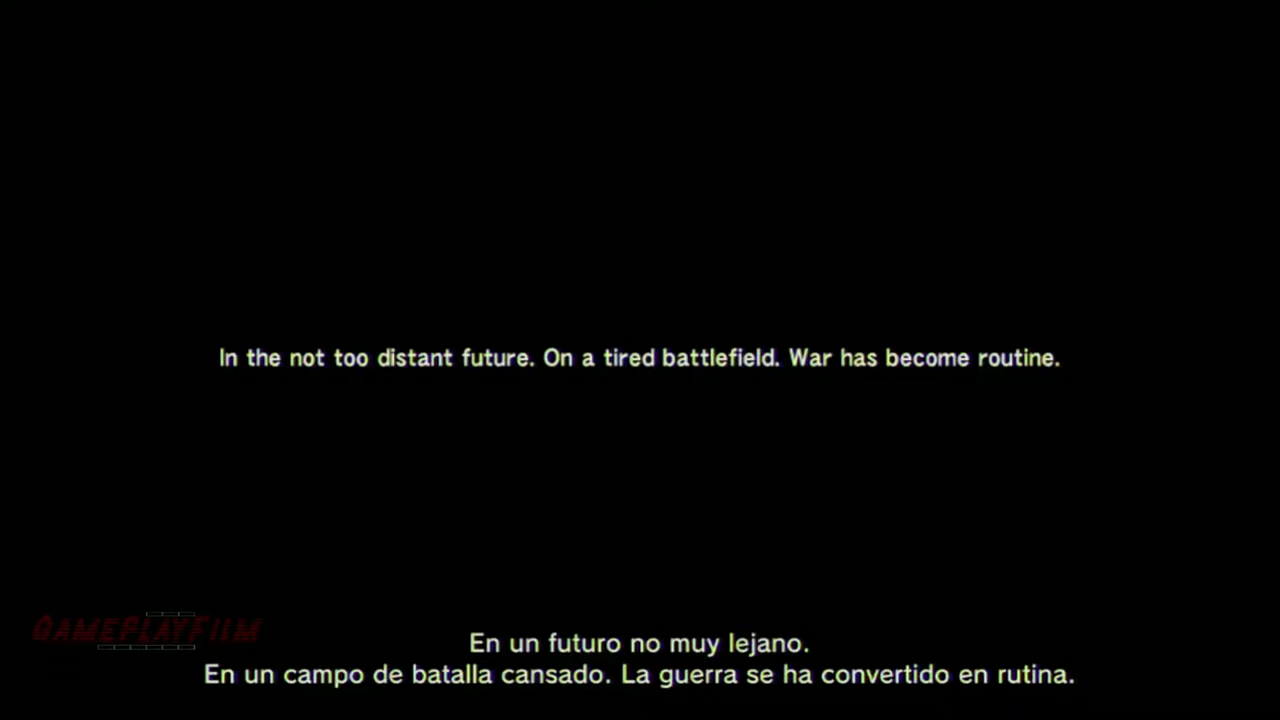 In the not too distant future. On a tired battlefield. War has become routine.
GAMEPLAYFILM
En un futuro no muy lejano.
En un campo de batalla cansado. La guerra se ha convertido en rutina.